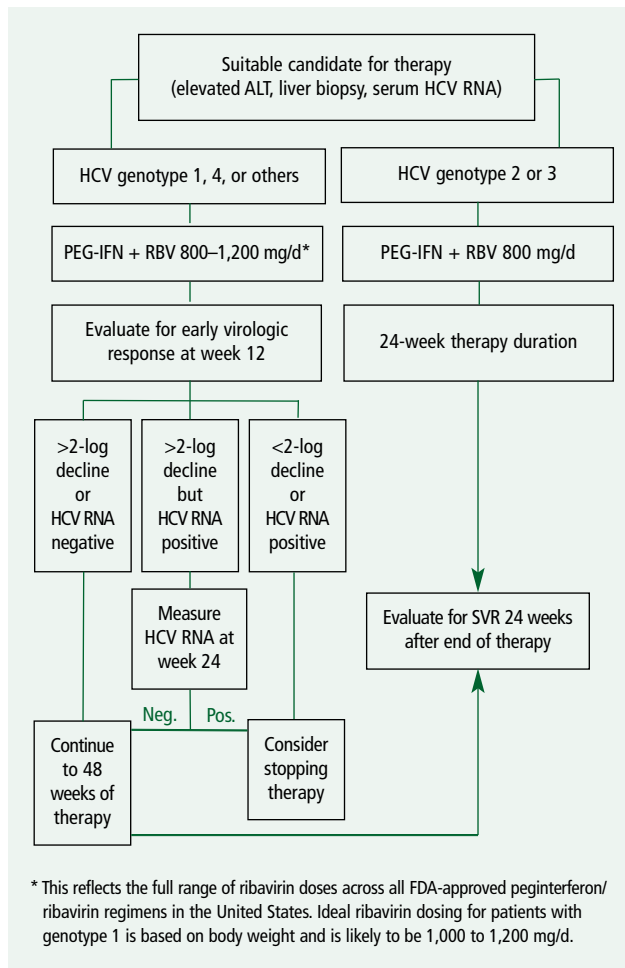 Suitable candidate for therapy
(elevated ALT, liver biopsy, serum HCV RNA)
HCV genotype 1, 4, or others
HCV genotype 2 or 3
PEG-IFN + RBV 800–1,200 mg/d*
PEG-IFN + RBV 800 mg/d
Evaluate for early virologic
response at week 12
24-week therapy duration
>2-log
decline
or
HCV RNA
negative
>2-log
decline
but
HCV RNA
positive
<2-log
decline
or
HCV RNA
positive
Measure
HCV RNA at
week 24
Evaluate for SVR 24 weeks
after end of therapy
Neg. Pos.
Continue
to 48
weeks of
therapy
Consider
stopping
therapy
* This reflects the full range of ribavirin doses across all FDA-approved peginterferon/
ribavirin regimens in the United States. Ideal ribavirin dosing for patients with
genotype 1 is based on body weight and is likely to be 1,000 to 1,200 mg/d.